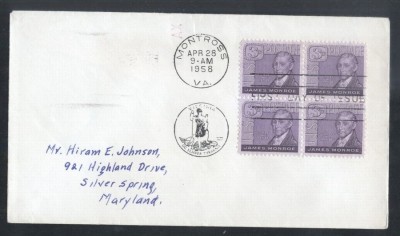 MONTROSS
APR 28
9-AM
1958
VA.
JAMES MONROE
JAMES MONROE
JAMES MONROE
JAMES MONROE
Mr. Hiram E. Johnson,
921 Highland Drive,
Silver Spring,
Maryland.